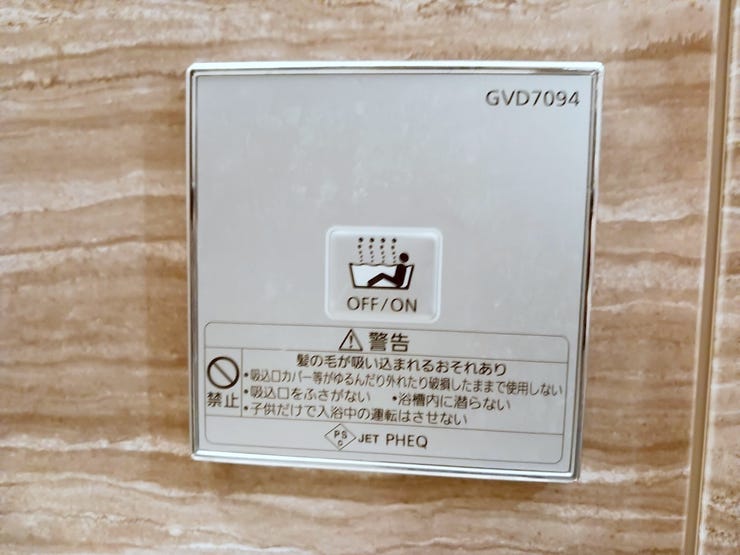 GVD7094
OFF/ON
警告
髪の毛が吸い込まれるおそれあり
禁止
・吸込口カバー等がゆるんだり外れたり破損したままで使用しない
・吸込口をふさがない ・浴槽内に潜らない
・子供だけで入浴中の運転はさせない
PS
C
JET PHEQ